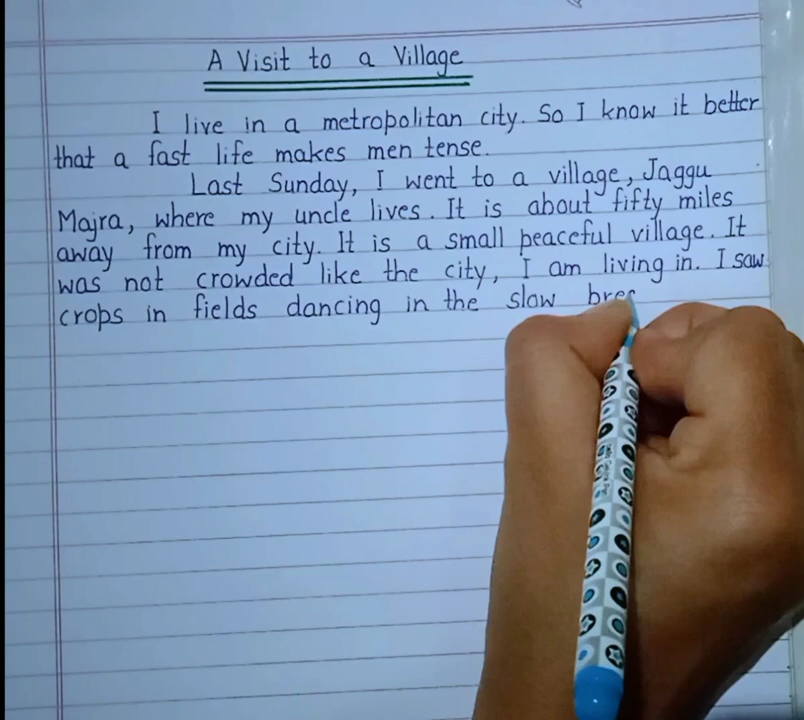 A Visit to a Village
I live in a metropolitan city. So I know it better
that a fast life makes men tense.
Last Sunday, I went to a village, Jaggu
Majra, where my uncle lives. It is about fifty miles
away from my city. It is a small peaceful village. It
was not crowded like the city, I am living in. I saw
crops in fields dancing in the slow bree